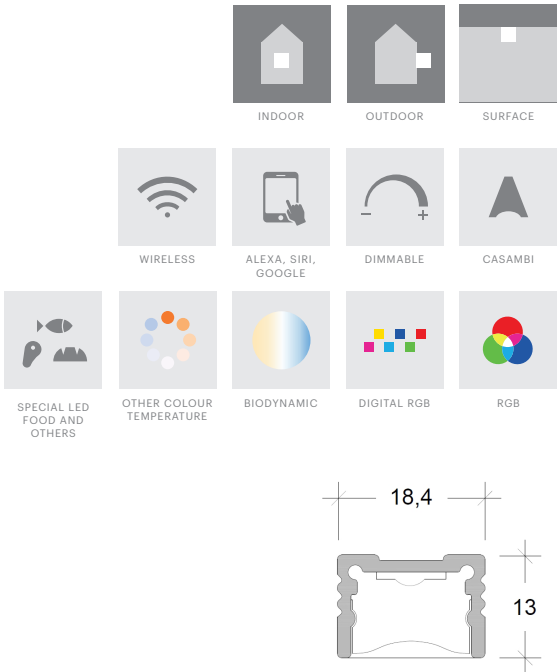 INDOOR
OUTDOOR
SURFACE
WIRELESS
ALEXA, SIRI,
GOOGLE
DIMMABLE
CASAMBI
SPECIAL LED
FOOD AND
OTHERS
OTHER COLOUR
TEMPERATURE
BIODYNAMIC
DIGITAL RGB
RGB
18,4
13